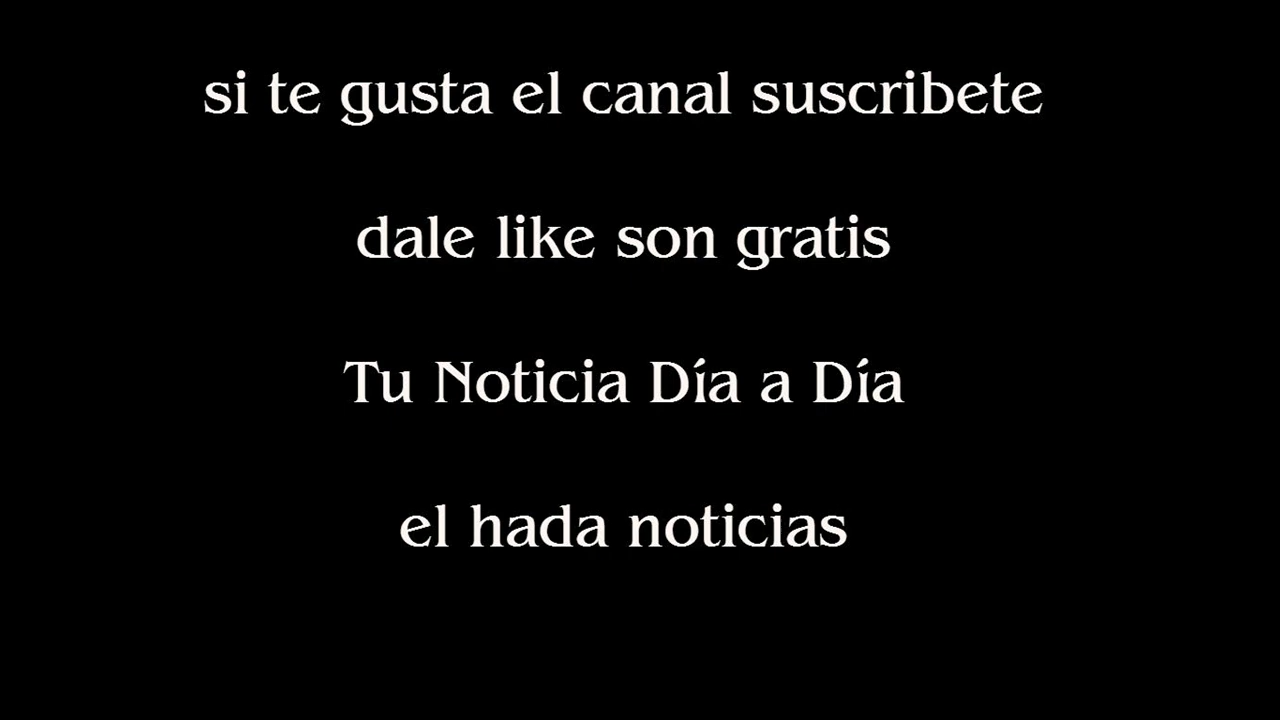 si te gusta el canal suscribete
dale like son gratis
Tu Noticia Día a Día
el hada noticias